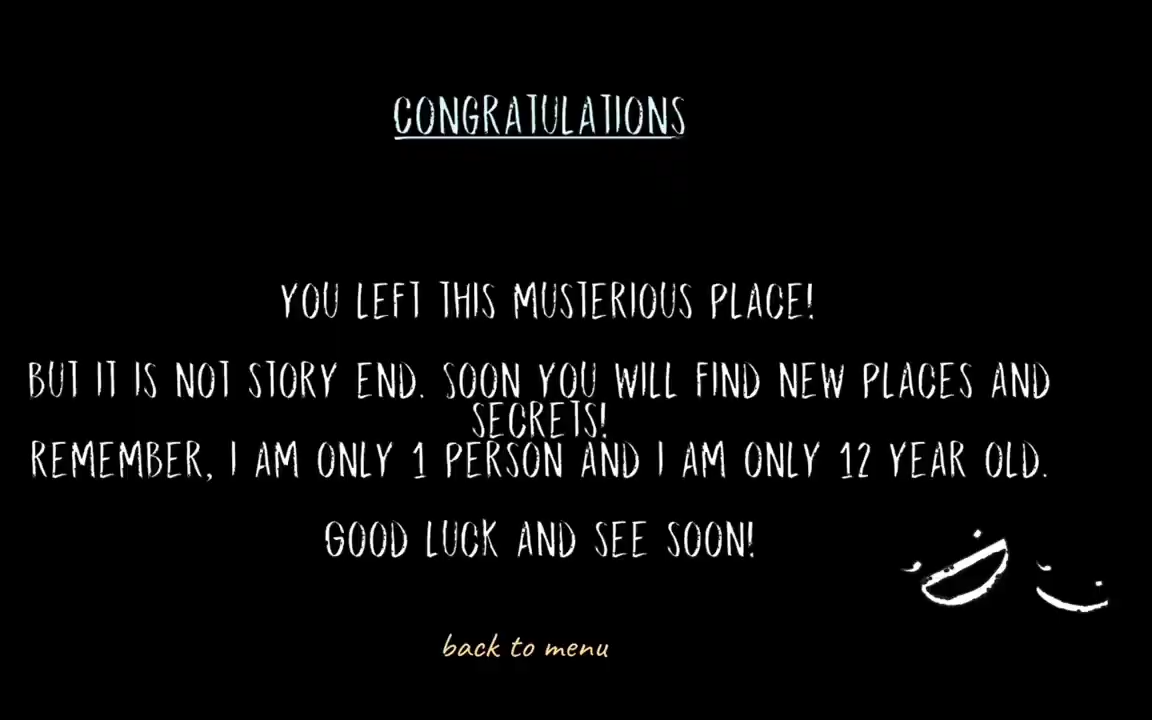 CONGRATULATIONS
YOU LEFT THIS MUSTERIOUS PLACE!
BUT IT IS NOT STORY END. SOON YOU WILL FIND NEW PLACES AND
SECRETS!
REMEMBER, I AM ONLY 1 PERSON AND I AM ONLY 12 YEAR OLD.
GOOD LUCK AND SEE SOON!
back to menu